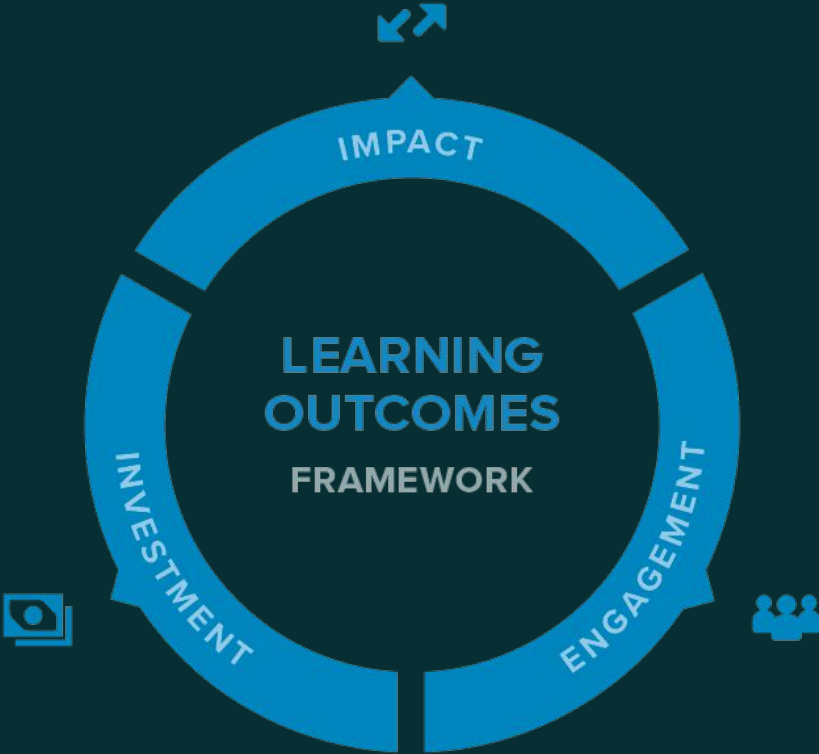 IMPACT
LEARNING
OUTCOMES
FRAMEWORK
INVESTMENT
ENGAGEMENT